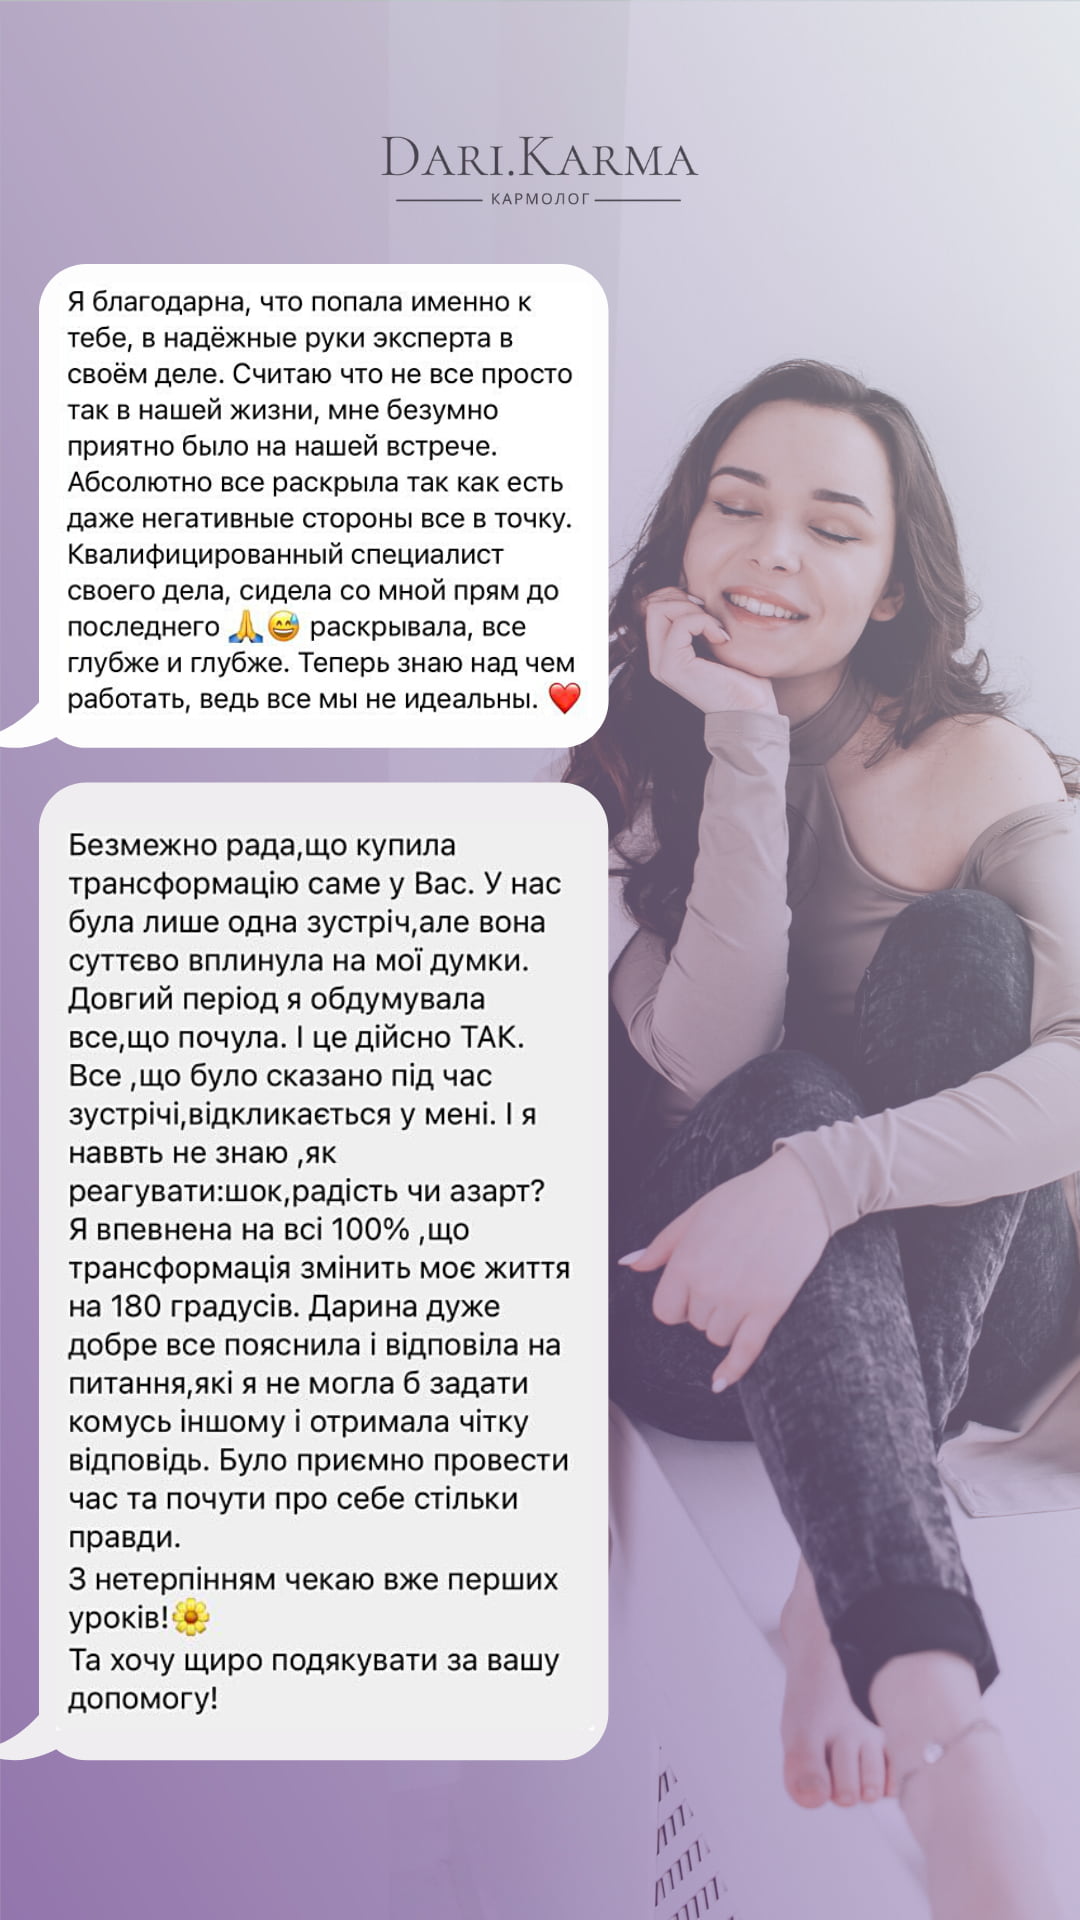 DARI.KARMA
КАРМОЛОГ
Я благодарна, что попала именно к
тебе, в надёжные руки эксперта в
своём деле. Считаю что не все просто
так в нашей жизни, мне безумно
приятно было на нашей встрече.
Абсолютно все раскрыла так как есть
даже негативные стороны все в точку.
Квалифицированный специалист
своего дела, сидела со мной прям до
последнего 🙏😅 раскрывала, все
глубже и глубже. Теперь знаю над чем
работать, ведь все мы не идеальны. ❤️
Безмежно рада,що купила
трансформацію саме у Вас. У нас
була лише одна зустріч,але вона
суттєво вплинула на мої думки.
Довгий період я обдумувала
все,що почула. І це дійсно ТАК.
Все ,що було сказано під час
зустрічі,відкликається у мені. І я
наввть не знаю ,як
реагувати:шок,радість чи азарт?
Я впевнена на всі 100% ,що
трансформація змінить моє життя
на 180 градусів. Дарина дуже
добре все пояснила і відповіла на
питання,які я не могла б задати
комусь іншому і отримала чітку
відповідь. Було приємно провести
час та почути про себе стільки
правди.
З нетерпінням чекаю вже перших
уроків!🌼
Та хочу щиро подякувати за вашу
допомогу!